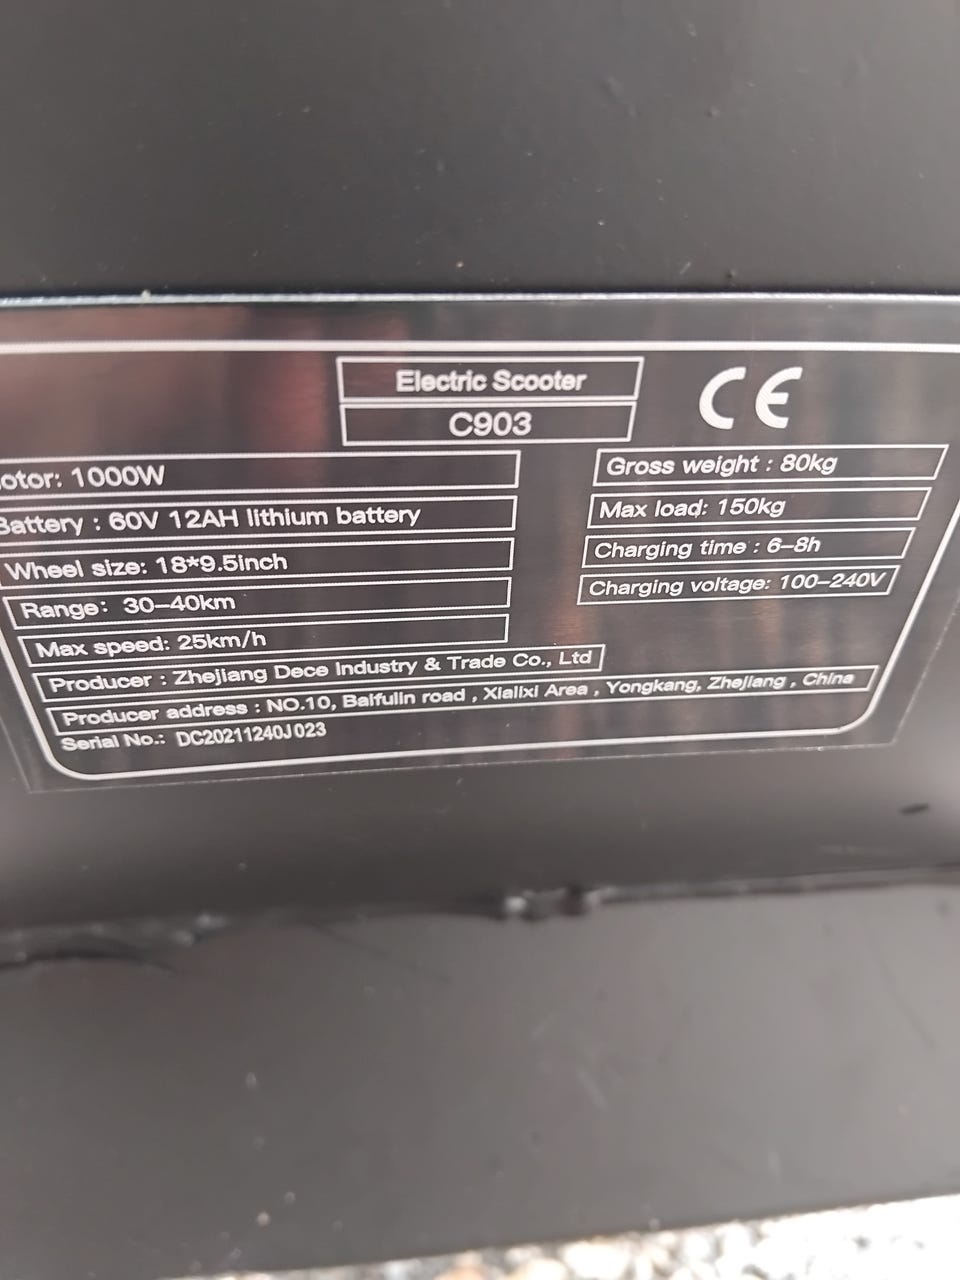 Electric Scooter
C903
CE
otor: 1000W
Battery : 60V 12AH lithium battery
Wheel size: 18*9.5inch
Range: 30-40km
Max speed: 25km/h
Gross weight : 80kg
Max load: 150kg
Charging time : 6-8h
Charging voltage: 100-240V
Producer : Zhejiang Dece Industry & Trade Co., Ltd
Producer address : NO.10, Baifulin road , Xialixi Area , Yongkang, Zhejiang , China
Serial No.: DC20211240J023